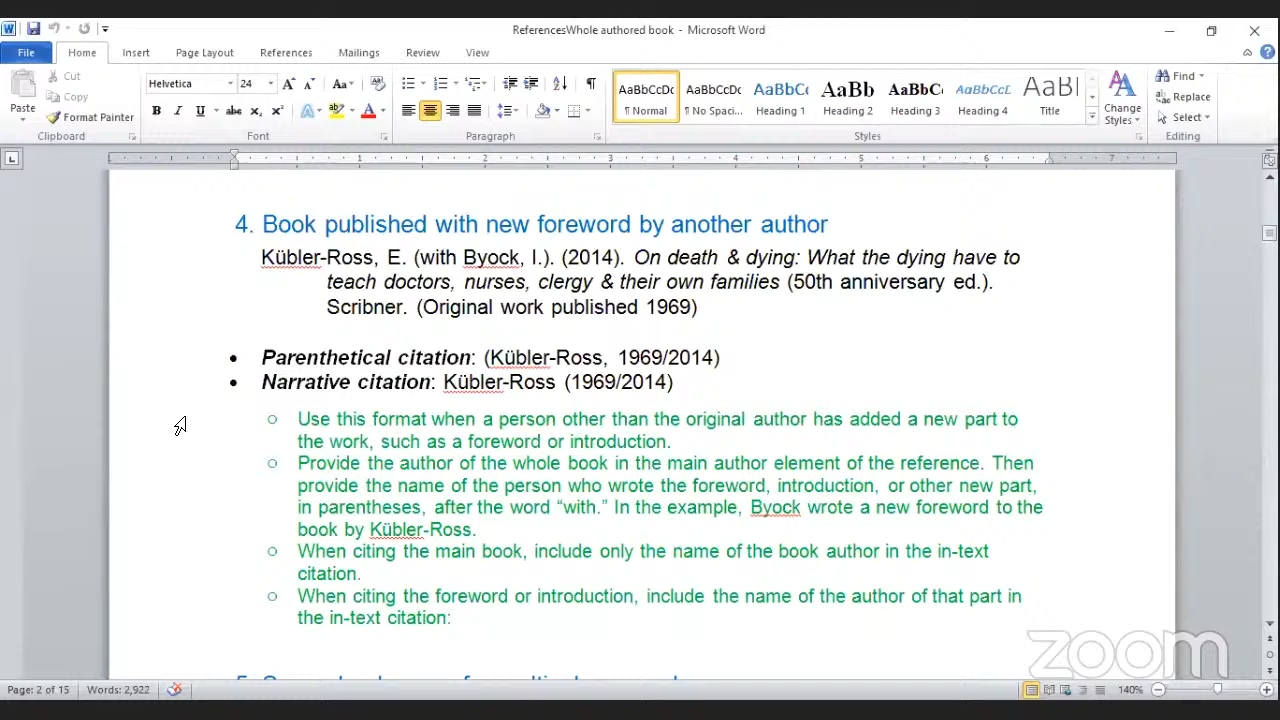 ReferencesWhole authored book - Microsoft Word
File Home Insert Page Layout References Mailings Review View
Cut
Copy
Format Painter
Paste
Clipboard
Helvetica 24
Font
Paragraph
AaBbCcDc AaBbCcDc AaBbCc AaBb AaBbC AaBbCcL AaB
¶ Normal ¶ No Spaci... Heading 1 Heading 2 Heading 3 Heading 4 Title
Change Styles
Styles
Find
Replace
Select
Editing
1 2 3 4 5 6 7
4. Book published with new foreword by another author
Kübler-Ross, E. (with Byock, I.). (2014). On death & dying: What the dying have to
teach doctors, nurses, clergy & their own families (50th anniversary ed.).
Scribner. (Original work published 1969)
• Parenthetical citation: (Kübler-Ross, 1969/2014)
• Narrative citation: Kübler-Ross (1969/2014)
○ Use this format when a person other than the original author has added a new part to
the work, such as a foreword or introduction.
○ Provide the author of the whole book in the main author element of the reference. Then
provide the name of the person who wrote the foreword, introduction, or other new part,
in parentheses, after the word “with.” In the example, Byock wrote a new foreword to the
book by Kübler-Ross.
○ When citing the main book, include only the name of the book author in the in-text
citation.
○ When citing the foreword or introduction, include the name of the author of that part in
the in-text citation:
zoom
Page: 2 of 15 Words: 2,922 140%